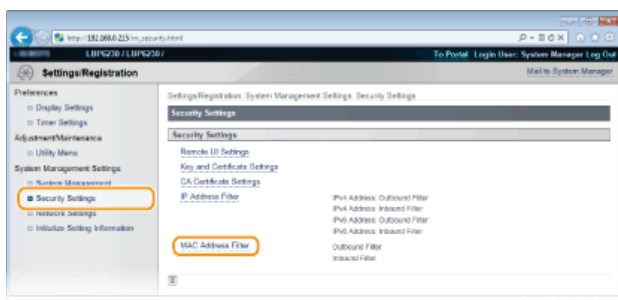 http://192.168.0.215/m_security.html
LBP6230 / LBP6230 /
To Portal Login User: System Manager Log Out
Settings/Registration
Mail to System Manager
Preferences
Display Settings
Timer Settings
Adjustment/Maintenance
Utility Menu
System Management Settings
System Management
Security Settings
Network Settings
Initialize Setting Information
Settings/Registration: System Management Settings: Security Settings
Security Settings
Security Settings
Remote UI Settings
Key and Certificate Settings
CA Certificate Settings
IP Address Filter
IPv4 Address: Outbound Filter
IPv4 Address: Inbound Filter
IPv6 Address: Outbound Filter
IPv6 Address: Inbound Filter
MAC Address Filter
Outbound Filter
Inbound Filter